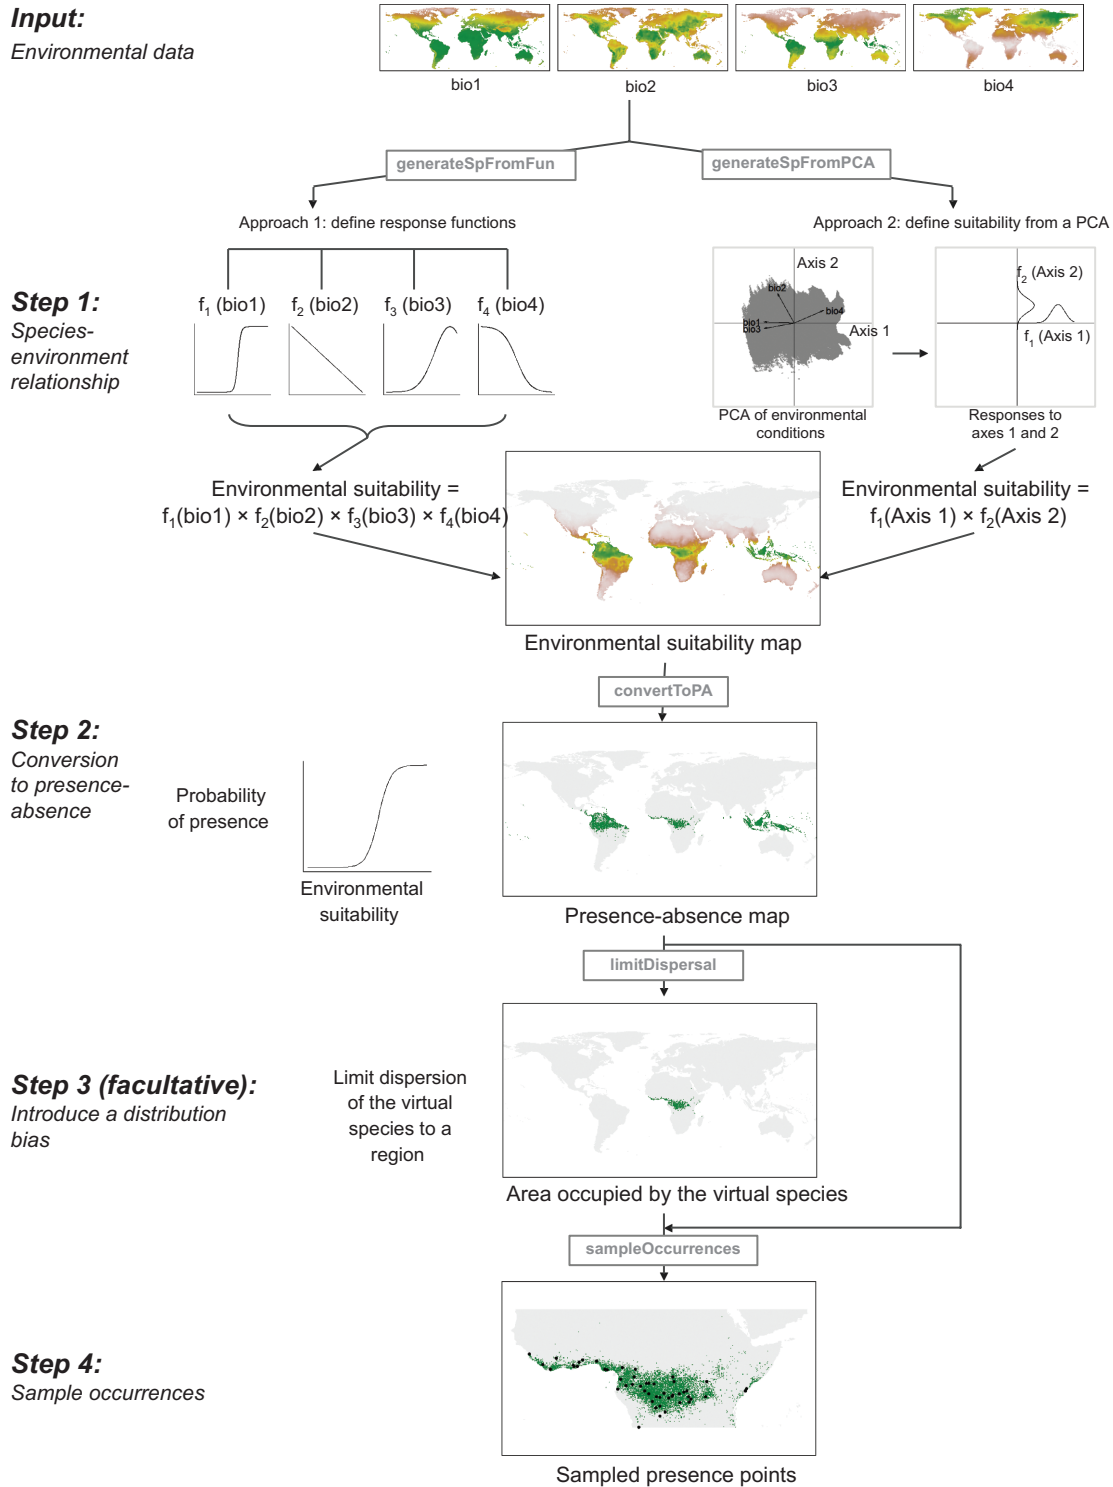 Input:
Environmental data
bio1
bio2
bio3
bio4
generateSpFromFun
generateSpFromPCA
Approach 1: define response functions
Approach 2: define suitability from a PCA
Step 1:
Species-
environment
relationship
f1 (bio1)
f2 (bio2)
f3 (bio3)
f4 (bio4)
Axis 2
bio2
bio4
bio1
bio3
Axis 1
f2 (Axis 2)
f1 (Axis 1)
PCA of environmental
conditions
Responses to
axes 1 and 2
Environmental suitability =
f1(bio1) × f2(bio2) × f3(bio3) × f4(bio4)
Environmental suitability =
f1(Axis 1) × f2(Axis 2)
Environmental suitability map
convertToPA
Step 2:
Conversion
to presence-
absence
Probability
of presence
Environmental
suitability
Presence-absence map
limitDispersal
Step 3 (facultative):
Introduce a distribution
bias
Limit dispersion
of the virtual
species to a
region
Area occupied by the virtual species
sampleOccurrences
Step 4:
Sample occurrences
Sampled presence points